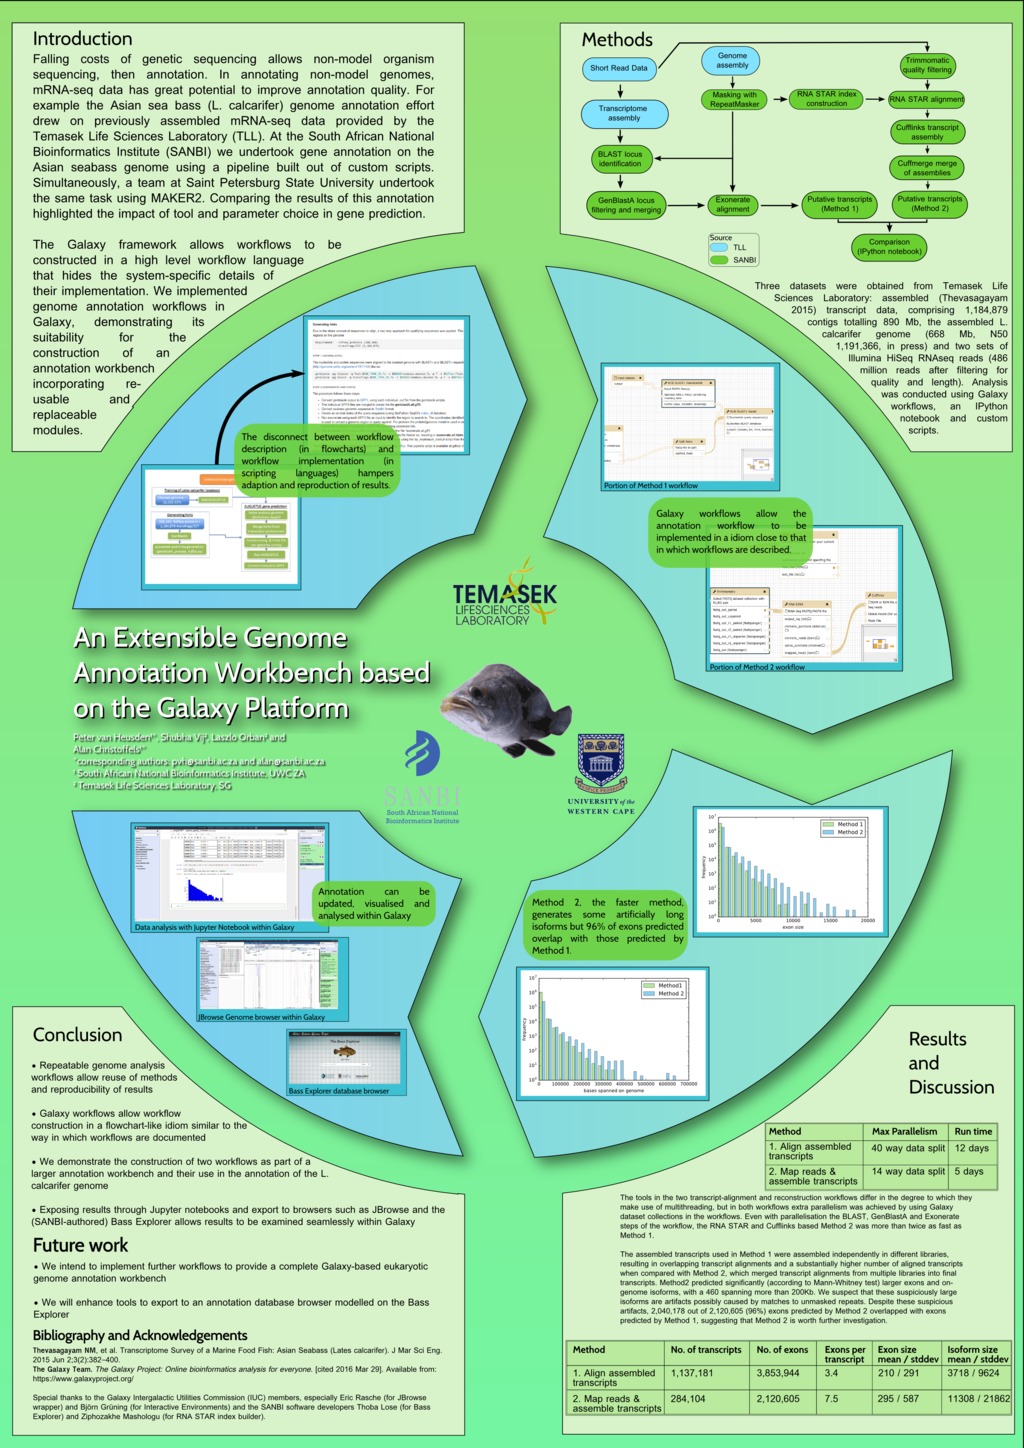 Introduction
Falling costs of genetic sequencing allows non-model organism
sequencing, then annotation. In annotating non-model genomes,
mRNA-seq data has great potential to improve annotation quality. For
example the Asian sea bass (L. calcarifer) genome annotation effort
drew on previously assembled mRNA-seq data provided by the
Temasek Life Sciences Laboratory (TLL). At the South African National
Bioinformatics Institute (SANBI) we undertook gene annotation on the
Asian seabass genome using a pipeline built out of custom scripts.
Simultaneously, a team at Saint Petersburg State University undertook
the same task using MAKER2. Comparing the results of this annotation
highlighted the impact of tool and parameter choice in gene prediction.
The Galaxy framework allows workflows to be
constructed in a high level workflow language
that hides the system-specific details of
their implementation. We implemented
genome annotation workflows in
Galaxy, demonstrating its
suitability for the
construction of an
annotation workbench
incorporating re-
usable and
replaceable
modules.
Methods
Short Read Data
Genome
assembly
Trimmomatic
quality filtering
Transcriptome
assembly
Masking with
RepeatMasker
RNA STAR index
construction
RNA STAR alignment
Cufflinks transcript
assembly
BLAST locus
identification
Cuffmerge merge
of assemblies
GenBlastA locus
filtering and merging
Exonerate
alignment
Putative transcripts
(Method 1)
Putative transcripts
(Method 2)
Source
TLL
SANBI
Comparison
(IPython notebook)
Three datasets were obtained from Temasek Life
Sciences Laboratory: assembled (Thevasagayam
2015) transcript data, comprising 1,184,879
contigs totalling 890 Mb, the assembled L.
calcarifer genome (668 Mb, N50
1,191,366, in press) and two sets of
Illumina HiSeq RNAseq reads (486
million reads after filtering for
quality and length). Analysis
was conducted using Galaxy
workflows, an IPython
notebook and custom
scripts.
The disconnect between workflow
description (in flowcharts) and
workflow implementation (in
scripting languages) hampers
adaption and reproduction of results.
Portion of Method 1 workflow
Galaxy workflows allow the
annotation workflow to be
implemented in a idiom close to that
in which workflows are described.
Portion of Method 2 workflow
TEMASEK
LIFESCIENCES
LABORATORY
An Extensible Genome
Annotation Workbench based
on the Galaxy Platform
Peter van Heusden¹*, Shubha Vij², Laszlo Orban² and
Alan Christoffels¹*
*corresponding authors: pvh@sanbi.ac.za and alan@sanbi.ac.za
¹ South African National Bioinformatics Institute, UWC ZA
² Temasek Life Sciences Laboratory, SG
SANBI
South African National
Bioinformatics Institute
UNIVERSITY of the
WESTERN CAPE
Annotation can be
updated, visualised and
analysed within Galaxy
Data analysis with Jupyter Notebook within Galaxy
JBrowse Genome browser within Galaxy
The Bass Explorer
Bass Explorer database browser
Method 1
Method 2
frequency
0 5000 10000 15000 20000
exon size
Method 2, the faster method,
generates some artificially long
isoforms but 96% of exons predicted
overlap with those predicted by
Method 1.
Method1
Method 2
frequency
0 100000 200000 300000 400000 500000 600000 700000
bases spanned on genome
Conclusion
• Repeatable genome analysis
workflows allow reuse of methods
and reproducibility of results
• Galaxy workflows allow workflow
construction in a flowchart-like idiom similar to the
way in which workflows are documented
• We demonstrate the construction of two workflows as part of a
larger annotation workbench and their use in the annotation of the L.
calcarifer genome
• Exposing results through Jupyter notebooks and export to browsers such as JBrowse and the
(SANBI-authored) Bass Explorer allows results to be examined seamlessly within Galaxy
Future work
• We intend to implement further workflows to provide a complete Galaxy-based eukaryotic
genome annotation workbench
• We will enhance tools to export to an annotation database browser modelled on the Bass
Explorer
Bibliography and Acknowledgements
Thevasagayam NM, et al. Transcriptome Survey of a Marine Food Fish: Asian Seabass (Lates calcarifer). J Mar Sci Eng.
2015 Jun 2;3(2):382–400.
The Galaxy Team. The Galaxy Project: Online bioinformatics analysis for everyone. [cited 2016 Mar 29]. Available from:
https://www.galaxyproject.org/
Special thanks to the Galaxy Intergalactic Utilities Commission (IUC) members, especially Eric Rasche (for JBrowse
wrapper) and Björn Grüning (for Interactive Environments) and the SANBI software developers Thoba Lose (for Bass
Explorer) and Ziphozakhe Mashologu (for RNA STAR index builder).
Results
and
Discussion
Method Max Parallelism Run time
1. Align assembled
transcripts 40 way data split 12 days
2. Map reads &
assemble transcripts 14 way data split 5 days
The tools in the two transcript-alignment and reconstruction workflows differ in the degree to which they
make use of multithreading, but in both workflows extra parallelism was achieved by using Galaxy
dataset collections in the workflows. Even with parallelisation the BLAST, GenBlastA and Exonerate
steps of the workflow, the RNA STAR and Cufflinks based Method 2 was more than twice as fast as
Method 1.
The assembled transcripts used in Method 1 were assembled independently in different libraries,
resulting in overlapping transcript alignments and a substantially higher number of aligned transcripts
when compared with Method 2, which merged transcript alignments from multiple libraries into final
transcripts. Method2 predicted significantly (according to Mann-Whitney test) larger exons and on-
genome isoforms, with a 460 spanning more than 200Kb. We suspect that these suspiciously large
isoforms are artifacts possibly caused by matches to unmasked repeats. Despite these suspicious
artifacts, 2,040,178 out of 2,120,605 (96%) exons predicted by Method 2 overlapped with exons
predicted by Method 1, suggesting that Method 2 is worth further investigation.
Method No. of transcripts No. of exons Exons per transcript Exon size mean / stddev Isoform size mean / stddev
1. Align assembled
transcripts 1,137,181 3,853,944 3.4 210 / 291 3718 / 9624
2. Map reads &
assemble transcripts 284,104 2,120,605 7.5 295 / 587 11308 / 21862